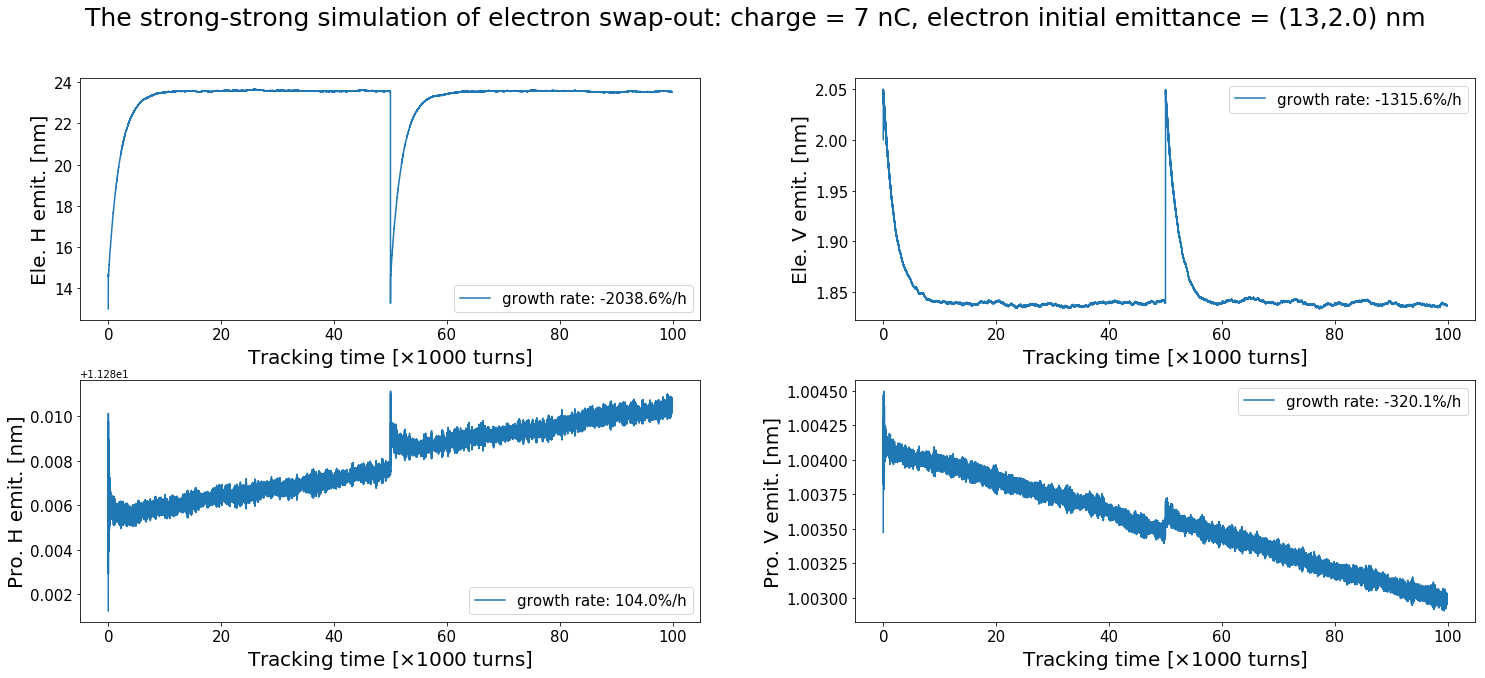 The strong-strong simulation of electron swap-out: charge = 7 nC, electron initial emittance = (13,2.0) nm
24
22
20
18
16
14
Ele. H emit. [nm]
growth rate: -2038.6%/h
0 20 40 60 80 100
Tracking time [×1000 turns]
2.05
2.00
1.95
1.90
1.85
Ele. V emit. [nm]
growth rate: -1315.6%/h
0 20 40 60 80 100
Tracking time [×1000 turns]
+1.128e1
0.010
0.008
0.006
0.004
0.002
Pro. H emit. [nm]
growth rate: 104.0%/h
0 20 40 60 80 100
Tracking time [×1000 turns]
1.00450
1.00425
1.00400
1.00375
1.00350
1.00325
1.00300
Pro. V emit. [nm]
growth rate: -320.1%/h
0 20 40 60 80 100
Tracking time [×1000 turns]